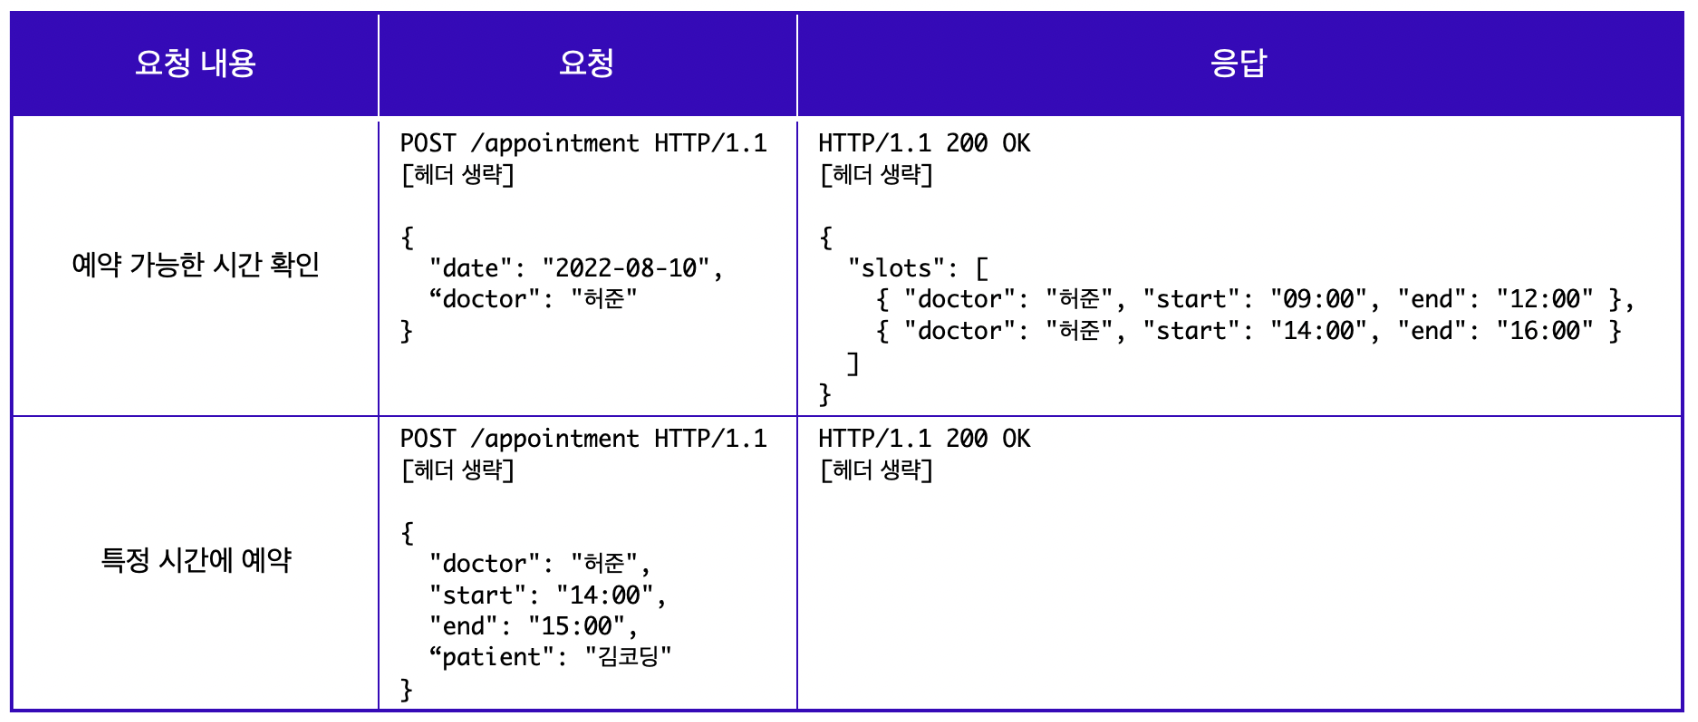 요청 내용
요청
응답
예약 가능한 시간 확인
POST /appointment HTTP/1.1
[헤더 생략]
{
"date": "2022-08-10",
“doctor": "허준"
}
HTTP/1.1 200 OK
[헤더 생략]
{
"slots": [
{ "doctor": "허준", "start": "09:00", "end": "12:00" },
{ "doctor": "허준", "start": "14:00", "end": "16:00" }
]
}
특정 시간에 예약
POST /appointment HTTP/1.1
[헤더 생략]
{
"doctor": "허준",
"start": "14:00",
"end": "15:00",
“patient": "김코딩"
}
HTTP/1.1 200 OK
[헤더 생략]